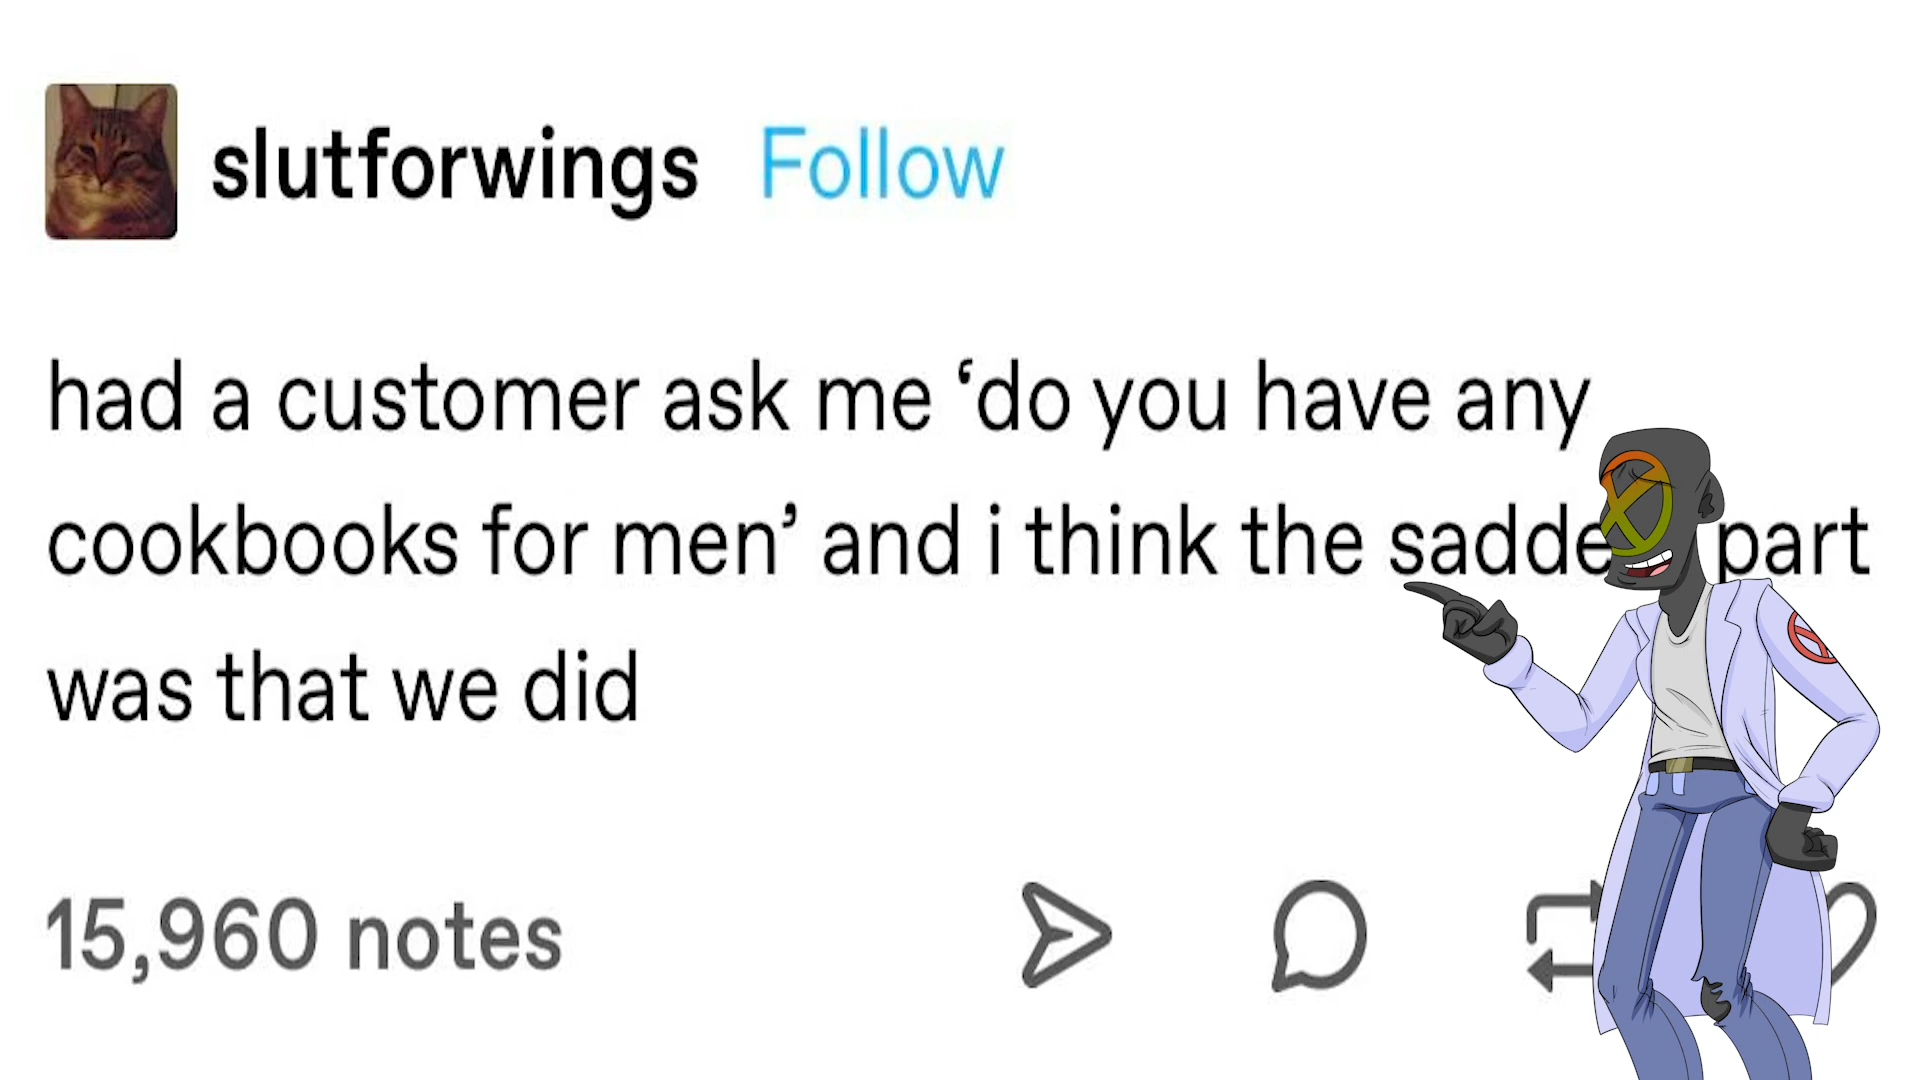 slutforwings Follow
had a customer ask me ‘do you have any
cookbooks for men’ and i think the sadde part
was that we did
15,960 notes